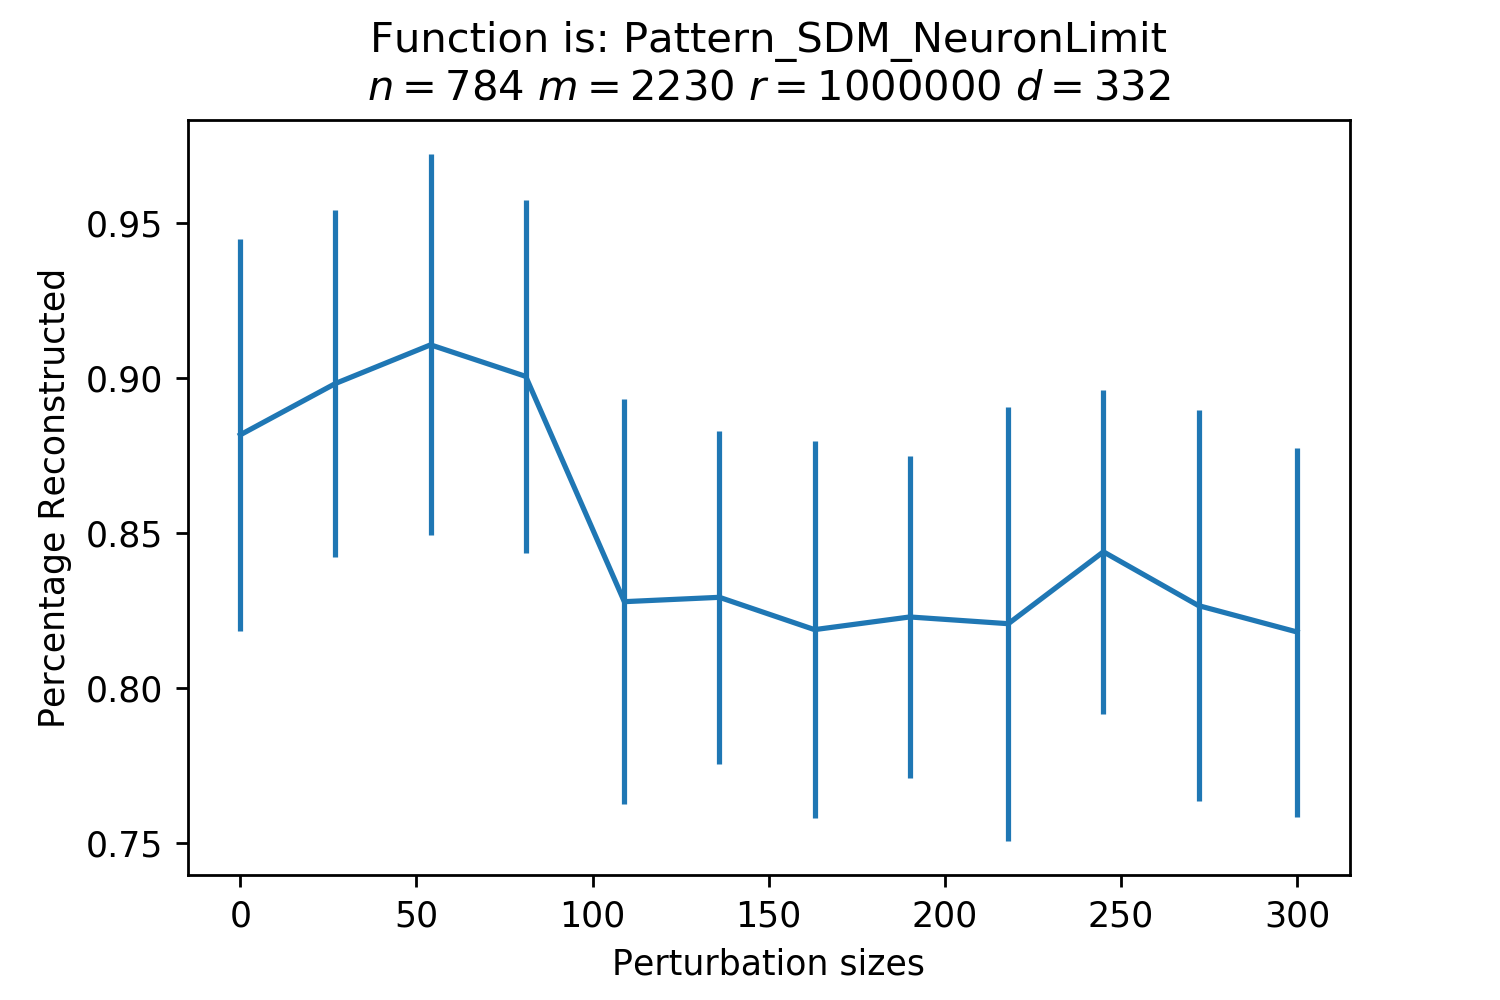 Function is: Pattern_SDM_NeuronLimit
n = 784 m = 2230 r = 1000000 d = 332
Percentage Reconstructed
0.95
0.90
0.85
0.80
0.75
0 50 100 150 200 250 300
Perturbation sizes